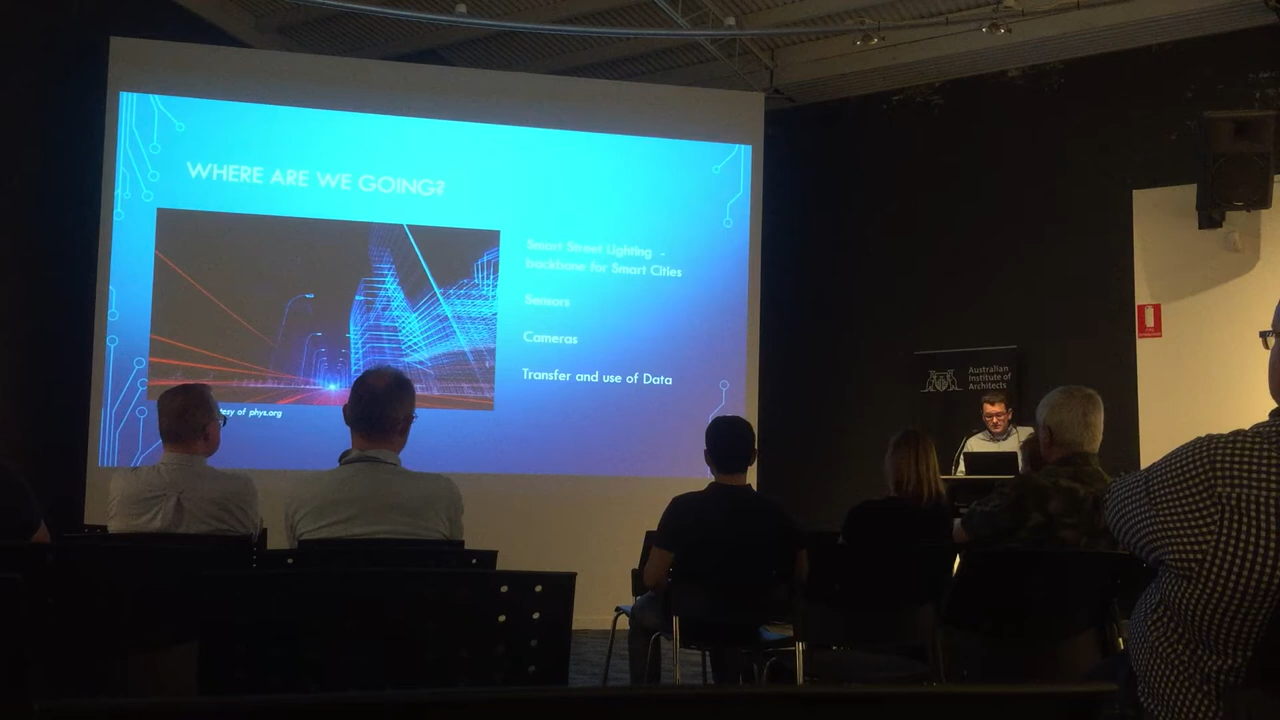 WHERE ARE WE GOING?
Smart Street Lighting -
backbone for Smart Cities
Sensors
Cameras
Transfer and use of Data
of phys.org
Australian
Institute of
Architects